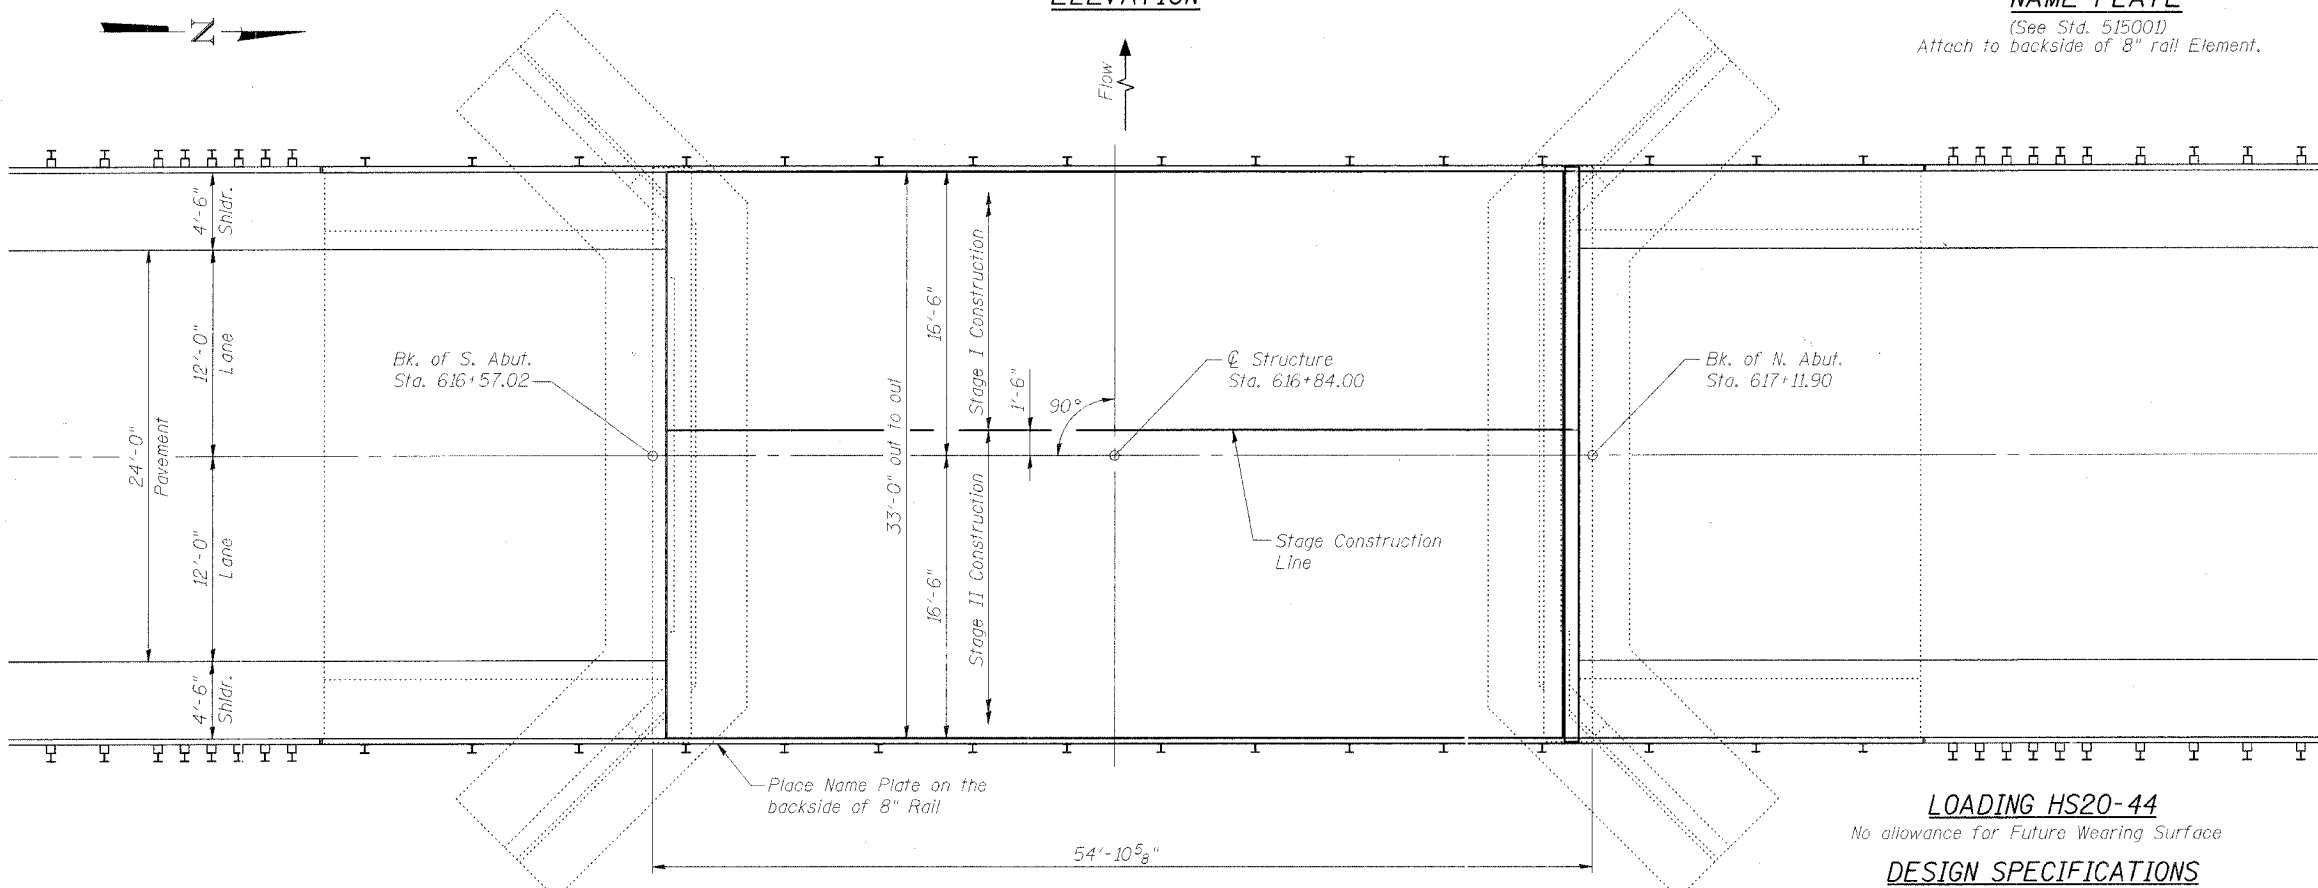 ELEVATION
NAME PLATE
(See Std. 515001)
Attach to backside of 8" rail Element.
N
Flow
4'-6"
Shldr.
12'-0"
Lane
24'-0"
Pavement
12'-0"
Lane
4'-6"
Shldr.
Bk. of S. Abut.
Sta. 616+57.02
33'-0" out to out
16'-6"
16'-6"
Stage I Construction
Stage II Construction
1'-6"
90°
℄ Structure
Sta. 616+84.00
Bk. of N. Abut.
Sta. 617+11.90
Stage Construction
Line
Place Name Plate on the
backside of 8" Rail
54'-10 5/8"
LOADING HS20-44
No allowance for Future Wearing Surface
DESIGN SPECIFICATIONS